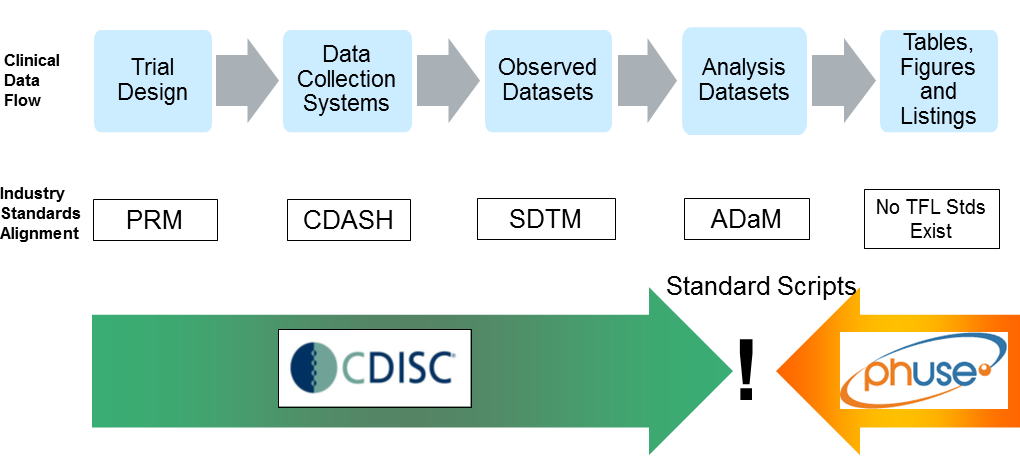 Clinical
Data
Flow
Trial
Design
Data
Collection
Systems
Observed
Datasets
Analysis
Datasets
Tables,
Figures
and
Listings
Industry
Standards
Alignment
PRM
CDASH
SDTM
ADaM
No TFL Stds
Exist
Standard Scripts
CDISC
!
phuse